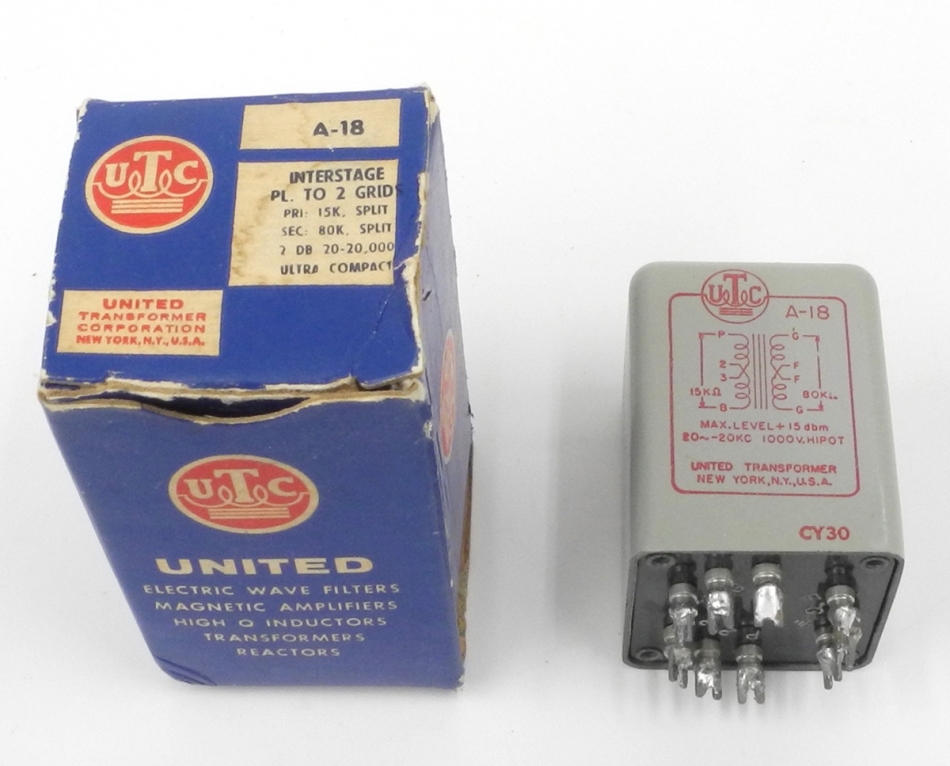 UTC
A-18
INTERSTAGE
PL. TO 2 GRID
PRI: 15K, SPLIT
SEC: 80K, SPLIT
2 DB 20-20,000
ULTRA COMPACT
UNITED
TRANSFORMER
CORPORATION
NEW YORK, N.Y., U.S.A.
UTC
UNITED
ELECTRIC WAVE FILTERS
MAGNETIC AMPLIFIERS
HIGH Q INDUCTORS
TRANSFORMERS
REACTORS
UTC
A-18
P G
2 F
3 F
15KΩ
B G
MAX. LEVEL + 15 dbm
20~-20KC 1000V. HIPOT
UNITED TRANSFORMER
NEW YORK, N.Y., U.S.A.
CY30